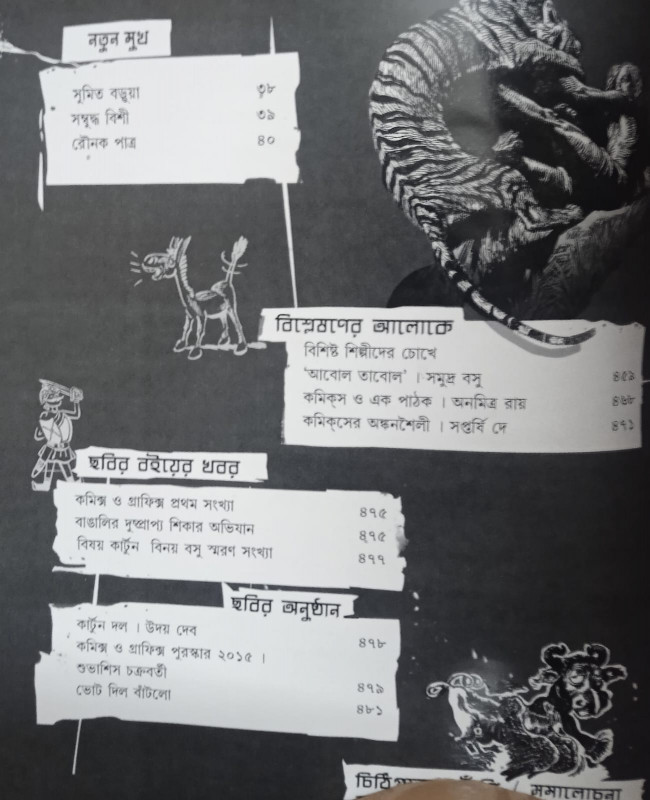 নতুন মুখ
সুমিত বড়ুয়া ৩৮
সম্বুদ্ধ বিশী ৩৯
রৌনক পাত্র ৪০
বিশ্লেষণের আলোকে
বিশিষ্ট শিল্পীদের চোখে
'আবোল তাবোল' । সমুদ্র বসু ৪৫৯
কমিক্‌স ও এক পাঠক । অনমিত্র রায় ৪৬৮
কমিক্‌সের অঙ্কনশৈলী । সপ্তর্ষি দে ৪৭১
ছবির বইয়ের খবর
কমিক্স ও গ্রাফিক্স প্রথম সংখ্যা ৪৭৫
বাঙালির দুষ্প্রাপ্য শিকার অভিযান ৪৭৫
বিষয় কার্টুন বিনয় বসু স্মরণ সংখ্যা ৪৭৭
ছবির অনুষ্ঠান
কার্টুন দল । উদয় দেব ৪৭৮
কমিক্স ও গ্রাফিক্স পুরস্কার ২০১৫ ।
শুভাশিস চক্রবর্তী ৪৭৯
ভোট দিল বাঁটলো ৪৮১
সমালোচনা